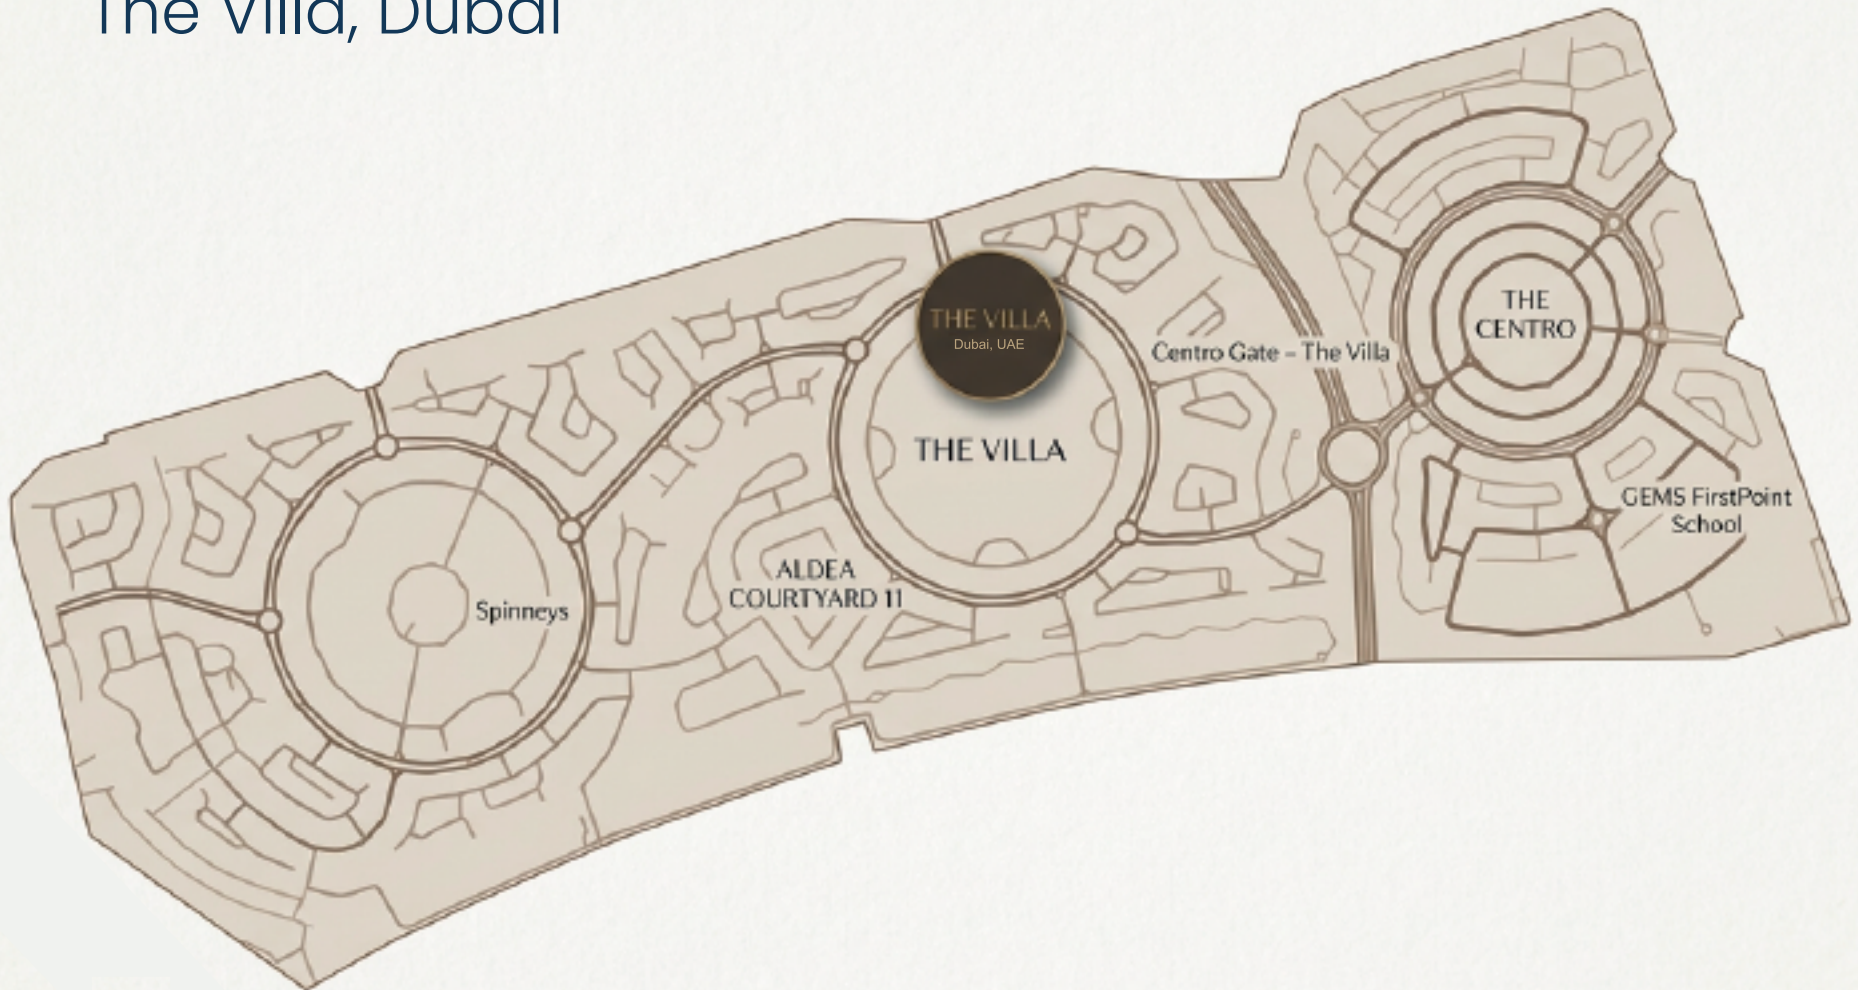 The Villa, Dubai
THE VILLA
Dubai, UAE
THE
CENTRO
Centro Gate – The Villa
THE VILLA
GEMS FirstPoint
School
ALDEA
COURTYARD 11
Spinneys